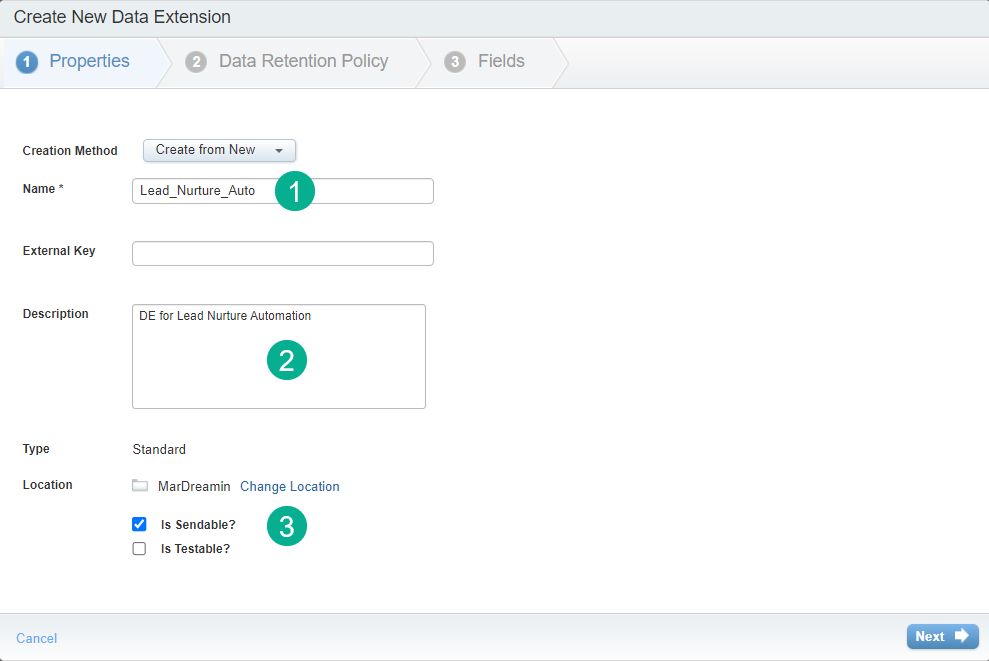 Create New Data Extension
1 Properties 2 Data Retention Policy 3 Fields
Creation Method Create from New
Name * Lead_Nurture_Auto 1
External Key
Description DE for Lead Nurture Automation
2
Type Standard
Location MarDreamin Change Location
Is Sendable? 3
Is Testable?
Cancel Next